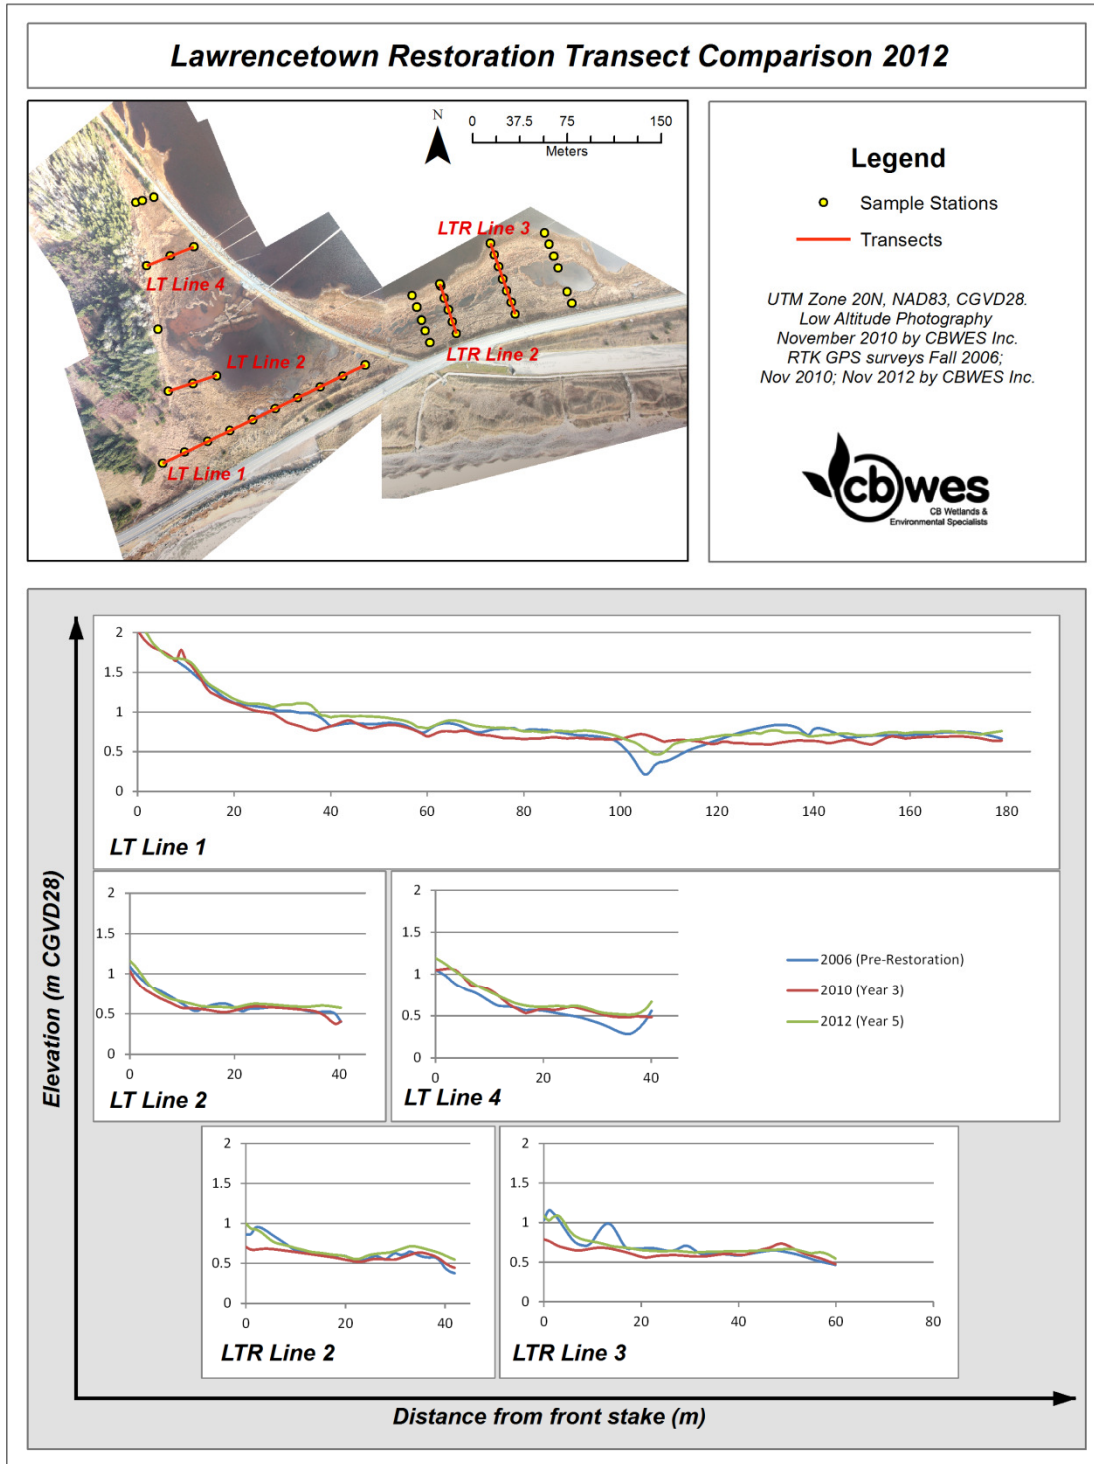 Lawrencetown Restoration Transect Comparison 2012
N
0 37.5 75 150
Meters
LTR Line 3
LT Line 4
LT Line 2
LTR Line 2
LT Line 1
Legend
Sample Stations
Transects
UTM Zone 20N, NAD83, CGVD28.
Low Altitude Photography
November 2010 by CBWES Inc.
RTK GPS surveys Fall 2006;
Nov 2010; Nov 2012 by CBWES Inc.
cbwes
CB Wetlands &
Environmental Specialists
Elevation (m CGVD28)
2
1.5
1
0.5
0
0 20 40 60 80 100 120 140 160 180
LT Line 1
2
1.5
1
0.5
0
0 20 40
LT Line 2
2
1.5
1
0.5
0
0 20 40
LT Line 4
2006 (Pre-Restoration)
2010 (Year 3)
2012 (Year 5)
2
1.5
1
0.5
0
0 20 40
LTR Line 2
2
1.5
1
0.5
0
0 20 40 60 80
LTR Line 3
Distance from front stake (m)